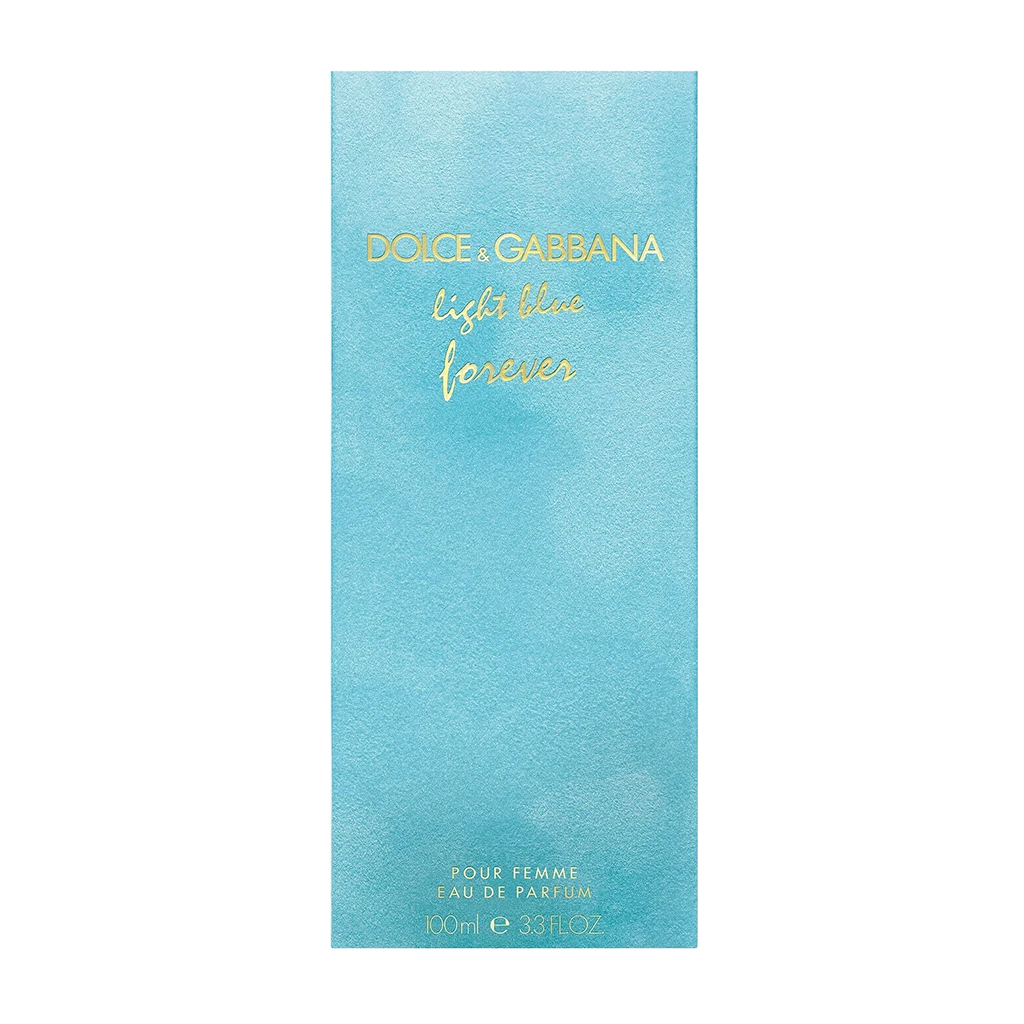 DOLCE & GABBANA
light blue
forever
POUR FEMME
EAU DE PARFUM
100ml ℮ 3.3 FL.OZ.